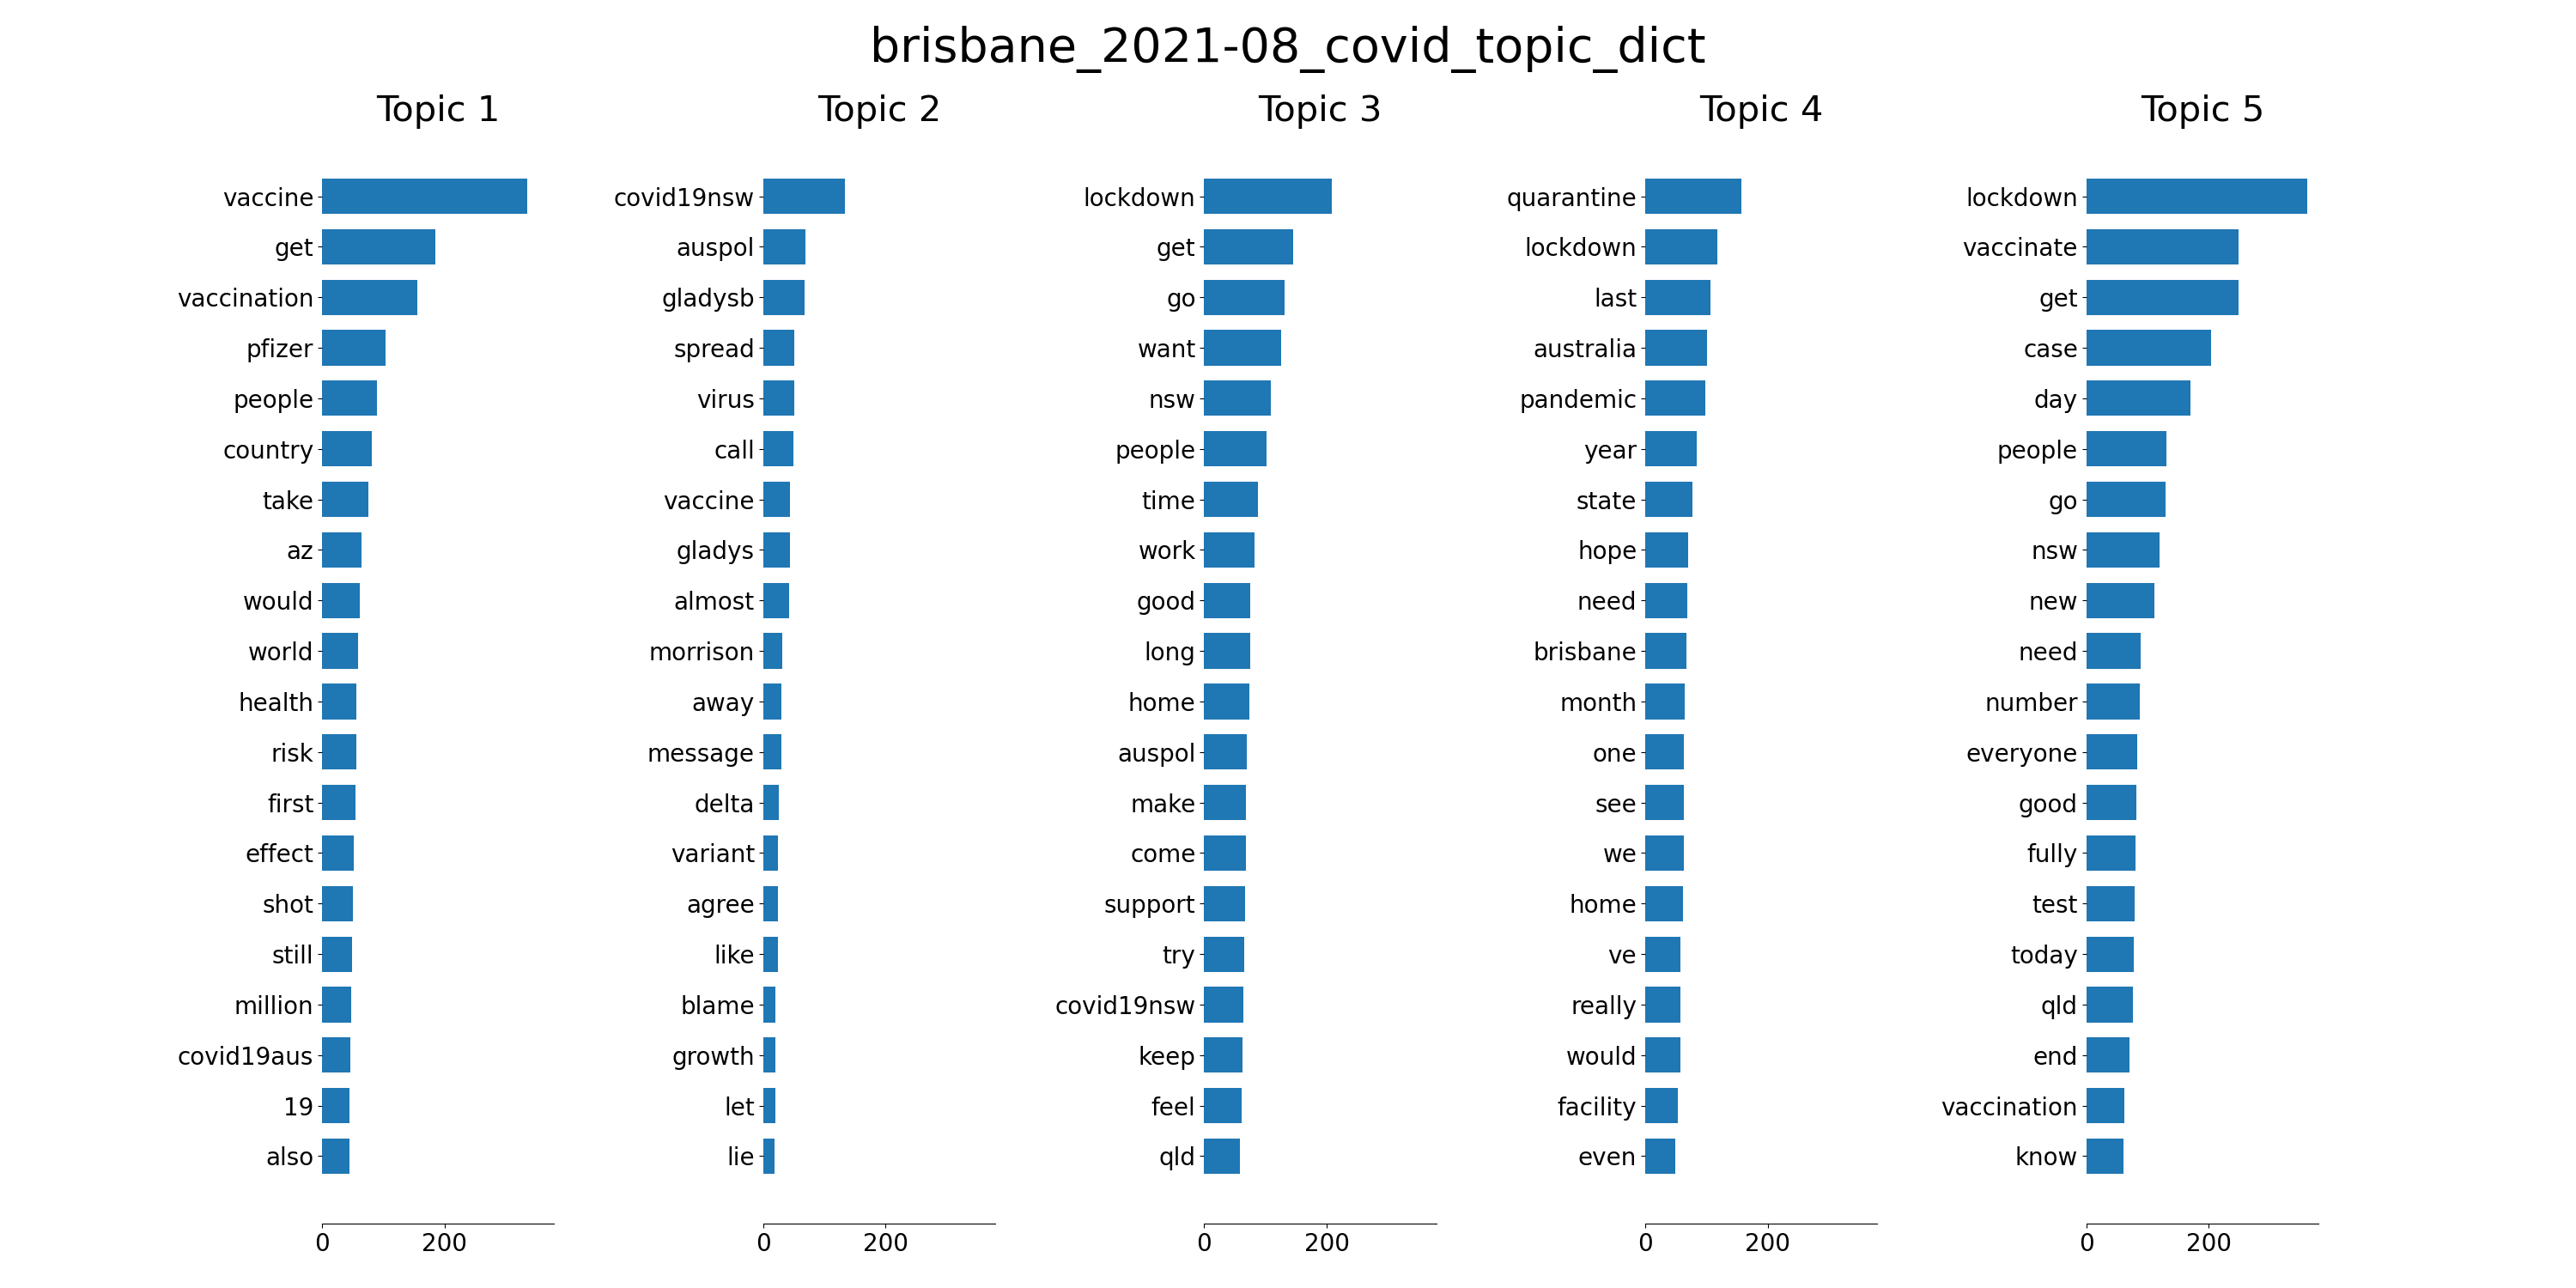 brisbane_2021-08_covid_topic_dict
Topic 1
vaccine
get
vaccination
pfizer
people
country
take
az
would
world
health
risk
first
effect
shot
still
million
covid19aus
19
also
0 200
Topic 2
covid19nsw
auspol
gladysb
spread
virus
call
vaccine
gladys
almost
morrison
away
message
delta
variant
agree
like
blame
growth
let
lie
0 200
Topic 3
lockdown
get
go
want
nsw
people
time
work
good
long
home
auspol
make
come
support
try
covid19nsw
keep
feel
qld
0 200
Topic 4
quarantine
lockdown
last
australia
pandemic
year
state
hope
need
brisbane
month
one
see
we
home
ve
really
would
facility
even
0 200
Topic 5
lockdown
vaccinate
get
case
day
people
go
nsw
new
need
number
everyone
good
fully
test
today
qld
end
vaccination
know
0 200